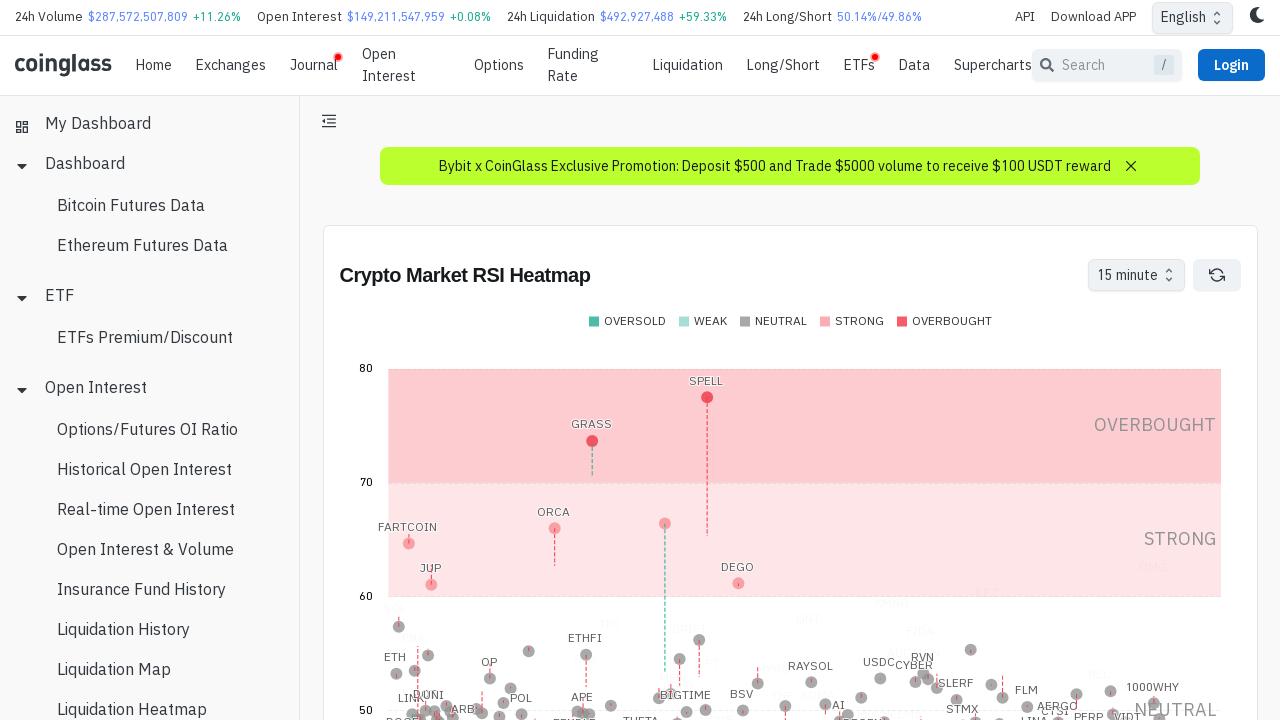 24h Volume $287,572,507,809 +11.26% Open Interest $149,211,547,959 +0.08% 24h Liquidation $492,927,488 +59.33% 24h Long/Short 50.14%/49.86% API Download APP English
coinglass Home Exchanges Journal Open Interest Options Funding Rate Liquidation Long/Short ETFs Data Supercharts Search / Login
My Dashboard
Dashboard
Bitcoin Futures Data
Ethereum Futures Data
ETF
ETFs Premium/Discount
Open Interest
Options/Futures OI Ratio
Historical Open Interest
Real-time Open Interest
Open Interest & Volume
Insurance Fund History
Liquidation History
Liquidation Map
Liquidation Heatmap
Bybit x CoinGlass Exclusive Promotion: Deposit $500 and Trade $5000 volume to receive $100 USDT reward
Crypto Market RSI Heatmap
15 minute
OVERSOLD WEAK NEUTRAL STRONG OVERBOUGHT
80
SPELL
GRASS
OVERBOUGHT
70
ORCA
FARTCOIN
STRONG
JUP
DEGO
60
ETHFI
ETH
OP
RAYSOL
USDC
CYBER
RVN
SLERF
FLM
1000WHY
UNI
ARB
POL
APE
BIGTIME
BSV
AI
STMX
AERGO
NEUTRAL
50
PERP